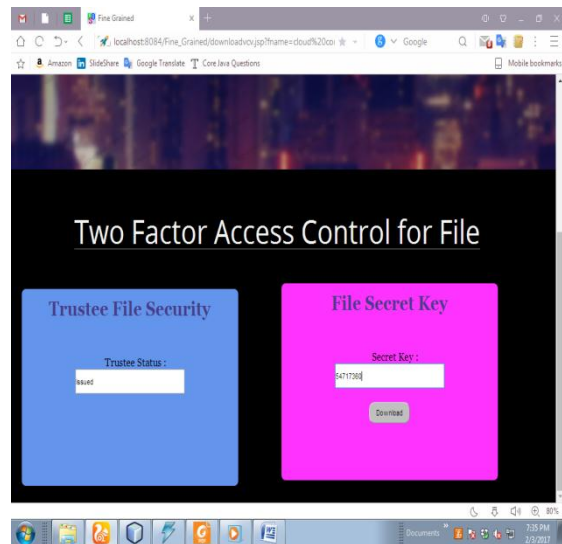 Fine Grained
localhost:8084/Fine_Grained/downloadvcv.jsp?fname=cloud%20co
Google
Amazon SlideShare Google Translate Core Java Questions
Mobile bookmarks
Two Factor Access Control for File
Trustee File Security
Trustee Status :
Issued
File Secret Key
Secret Key :
54717360
Download
80%
Documents
7:35 PM
2/3/2017